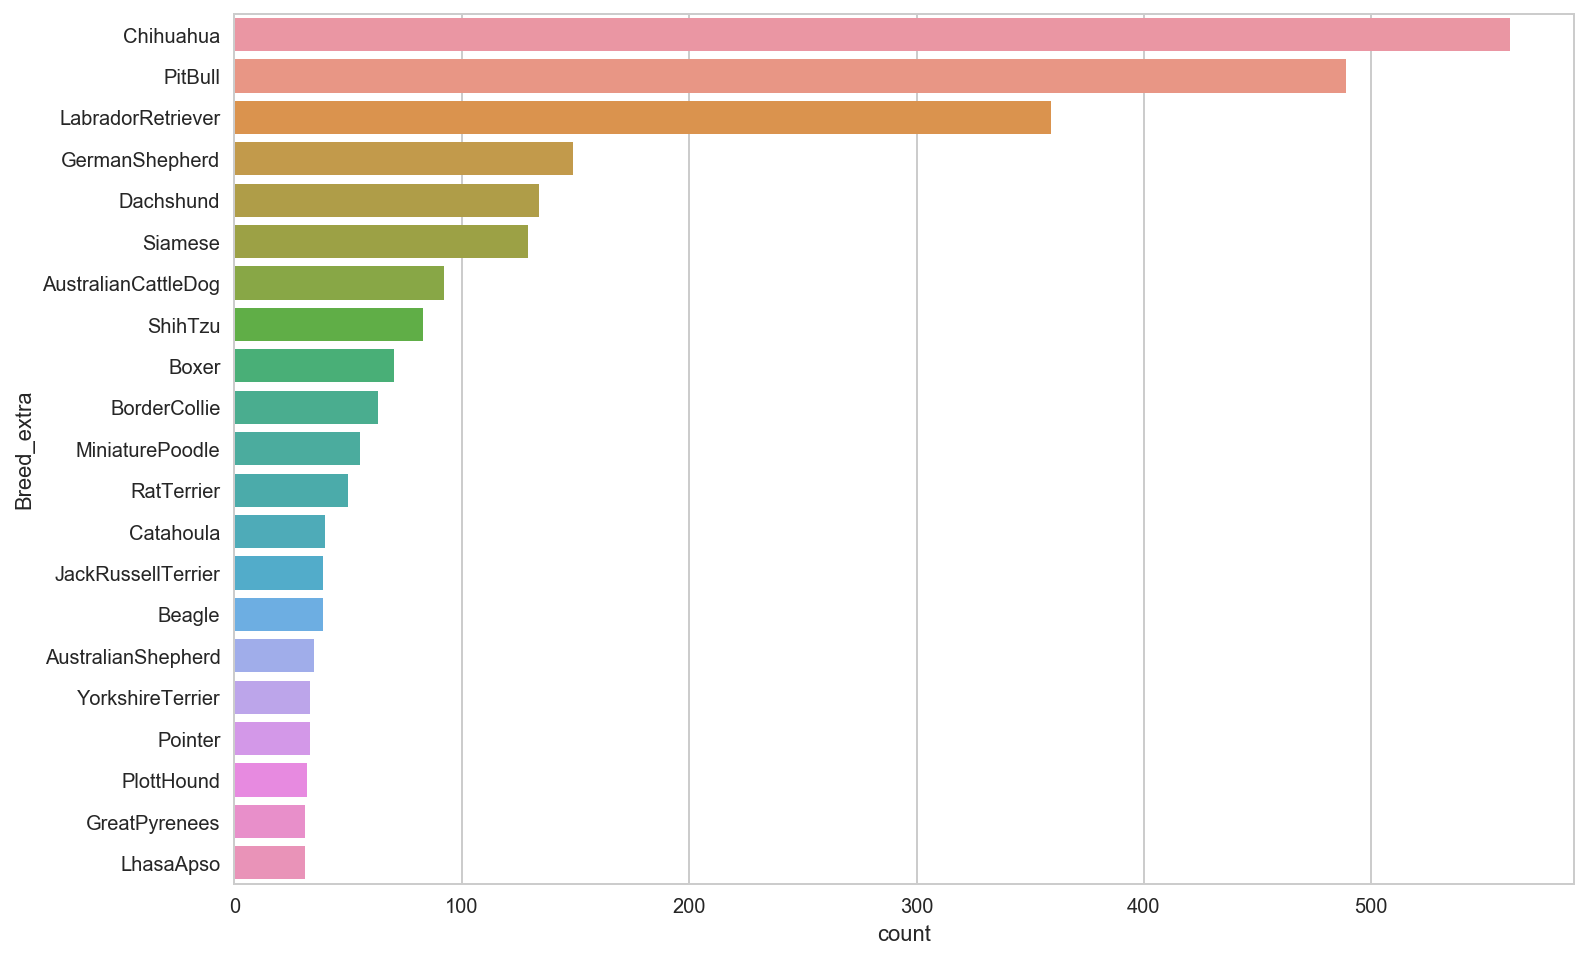 Chihuahua
PitBull
LabradorRetriever
GermanShepherd
Dachshund
Siamese
AustralianCattleDog
ShihTzu
Boxer
BorderCollie
MiniaturePoodle
RatTerrier
Catahoula
JackRussellTerrier
Beagle
AustralianShepherd
YorkshireTerrier
Pointer
PlottHound
GreatPyrenees
LhasaApso
Breed_extra
0 100 200 300 400 500
count